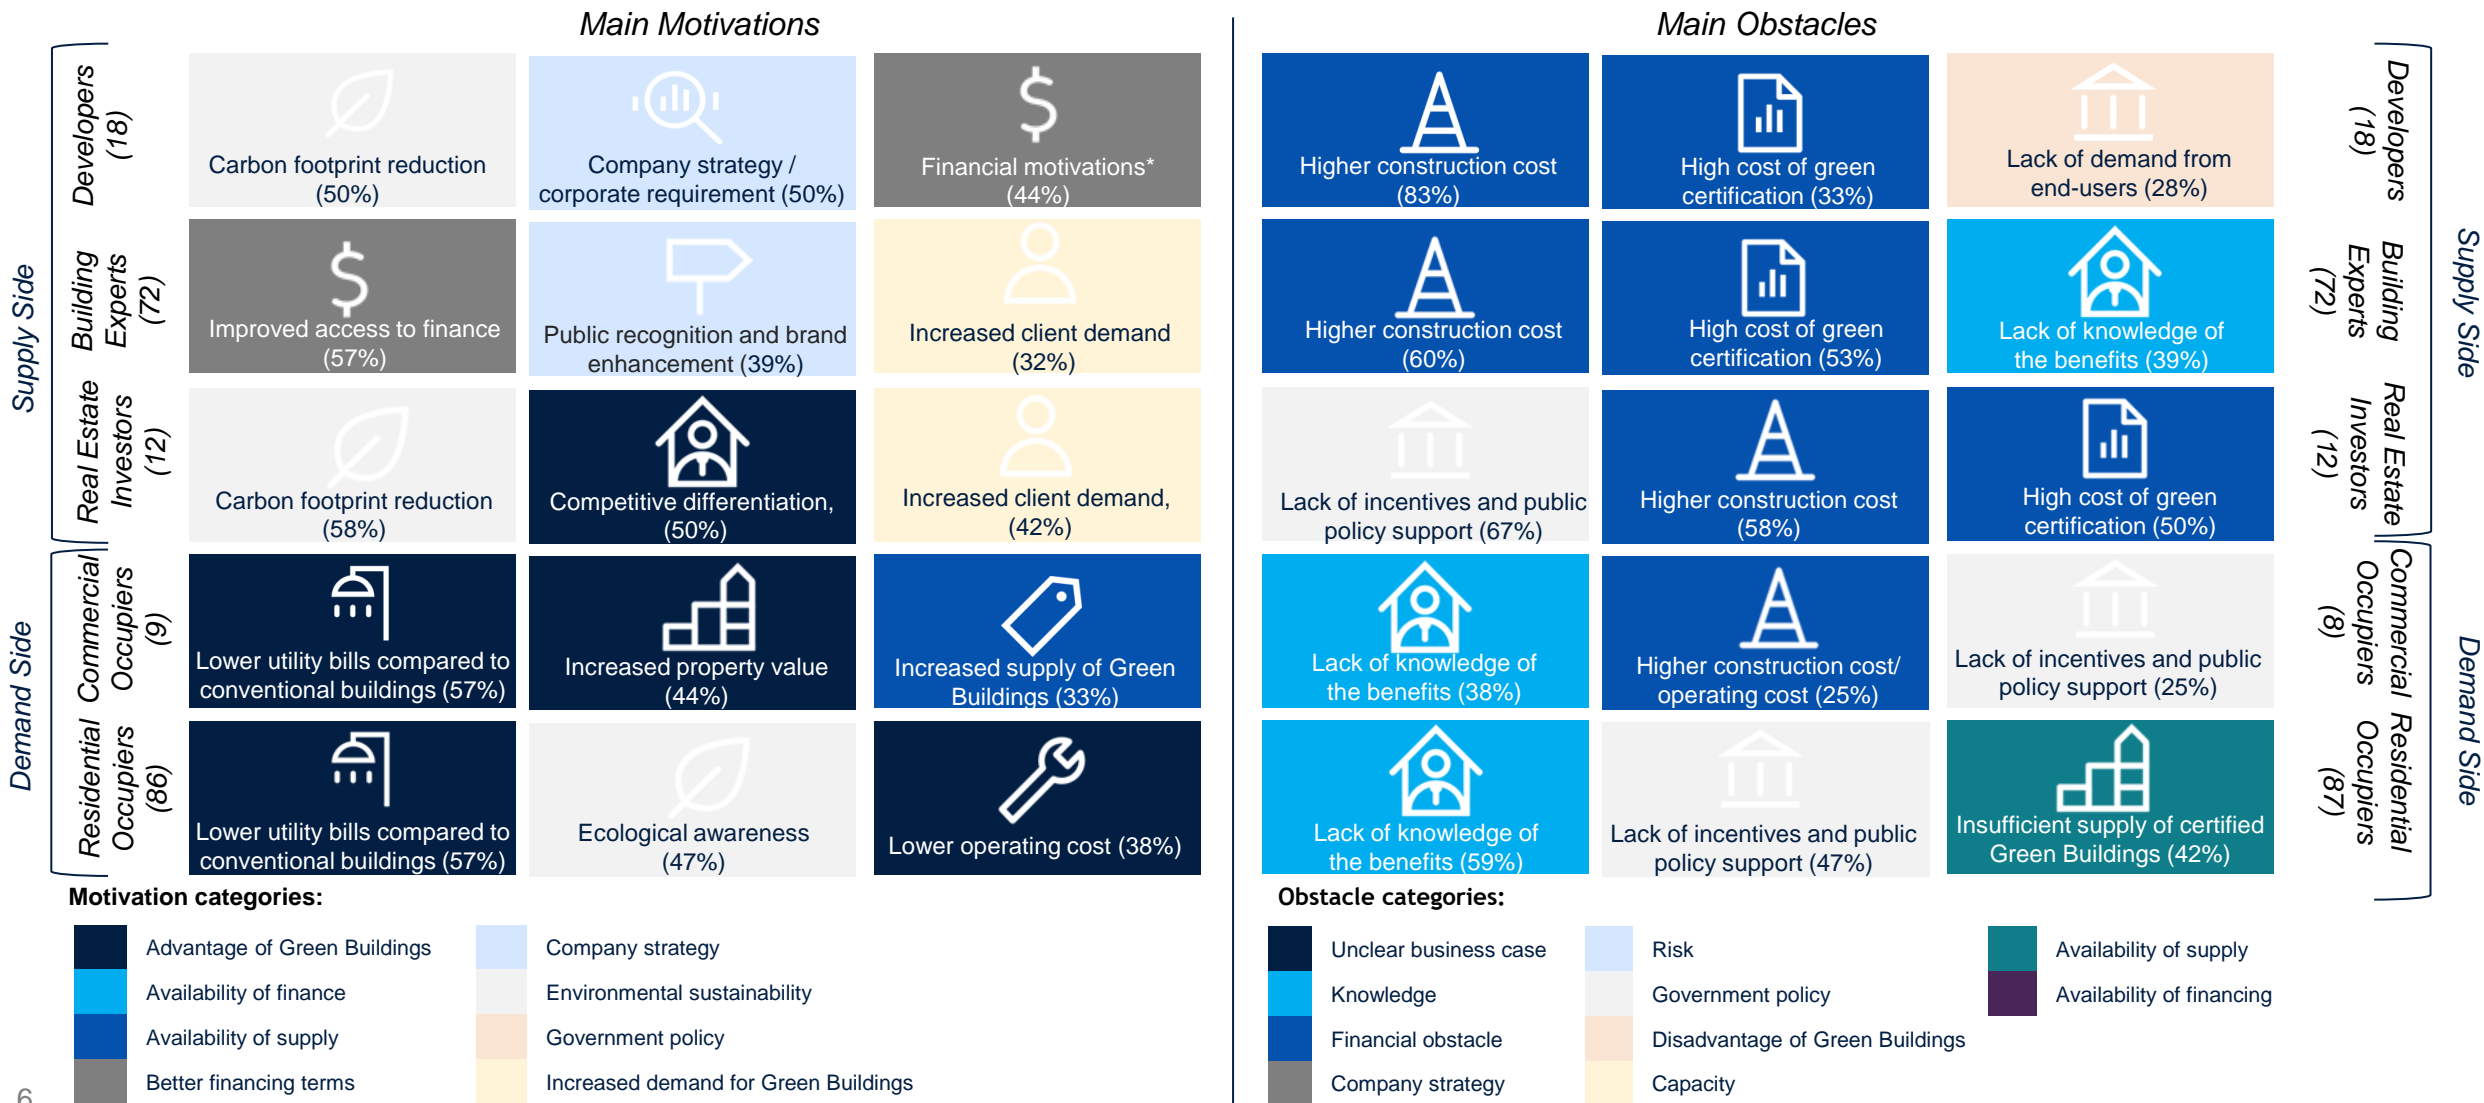 Main Motivations
Main Obstacles
Supply Side
Developers
(18)
Carbon footprint reduction
(50%)
Company strategy /
corporate requirement (50%)
Financial motivations*
(44%)
Higher construction cost
(83%)
High cost of green
certification (33%)
Lack of demand from
end-users (28%)
Developers
(18)
Supply Side
Building
Experts
(72)
Improved access to finance
(57%)
Public recognition and brand
enhancement (39%)
Increased client demand
(32%)
Higher construction cost
(60%)
High cost of green
certification (53%)
Lack of knowledge of
the benefits (39%)
Building
Experts
(72)
Real Estate
Investors
(12)
Carbon footprint reduction
(58%)
Competitive differentiation,
(50%)
Increased client demand,
(42%)
Lack of incentives and public
policy support (67%)
Higher construction cost
(58%)
High cost of green
certification (50%)
Real Estate
Investors
(12)
Demand Side
Commercial
Occupiers
(9)
Lower utility bills compared to
conventional buildings (57%)
Increased property value
(44%)
Increased supply of Green
Buildings (33%)
Lack of knowledge of
the benefits (38%)
Higher construction cost/
operating cost (25%)
Lack of incentives and public
policy support (25%)
Commercial
Occupiers
(8)
Demand Side
Residential
Occupiers
(86)
Lower utility bills compared to
conventional buildings (57%)
Ecological awareness
(47%)
Lower operating cost (38%)
Lack of knowledge of
the benefits (59%)
Lack of incentives and public
policy support (47%)
Insufficient supply of certified
Green Buildings (42%)
Residential
Occupiers
(87)
Motivation categories:
Advantage of Green Buildings
Availability of finance
Availability of supply
Better financing terms
Company strategy
Environmental sustainability
Government policy
Increased demand for Green Buildings
Obstacle categories:
Unclear business case
Knowledge
Financial obstacle
Company strategy
Risk
Government policy
Disadvantage of Green Buildings
Capacity
Availability of supply
Availability of financing
6